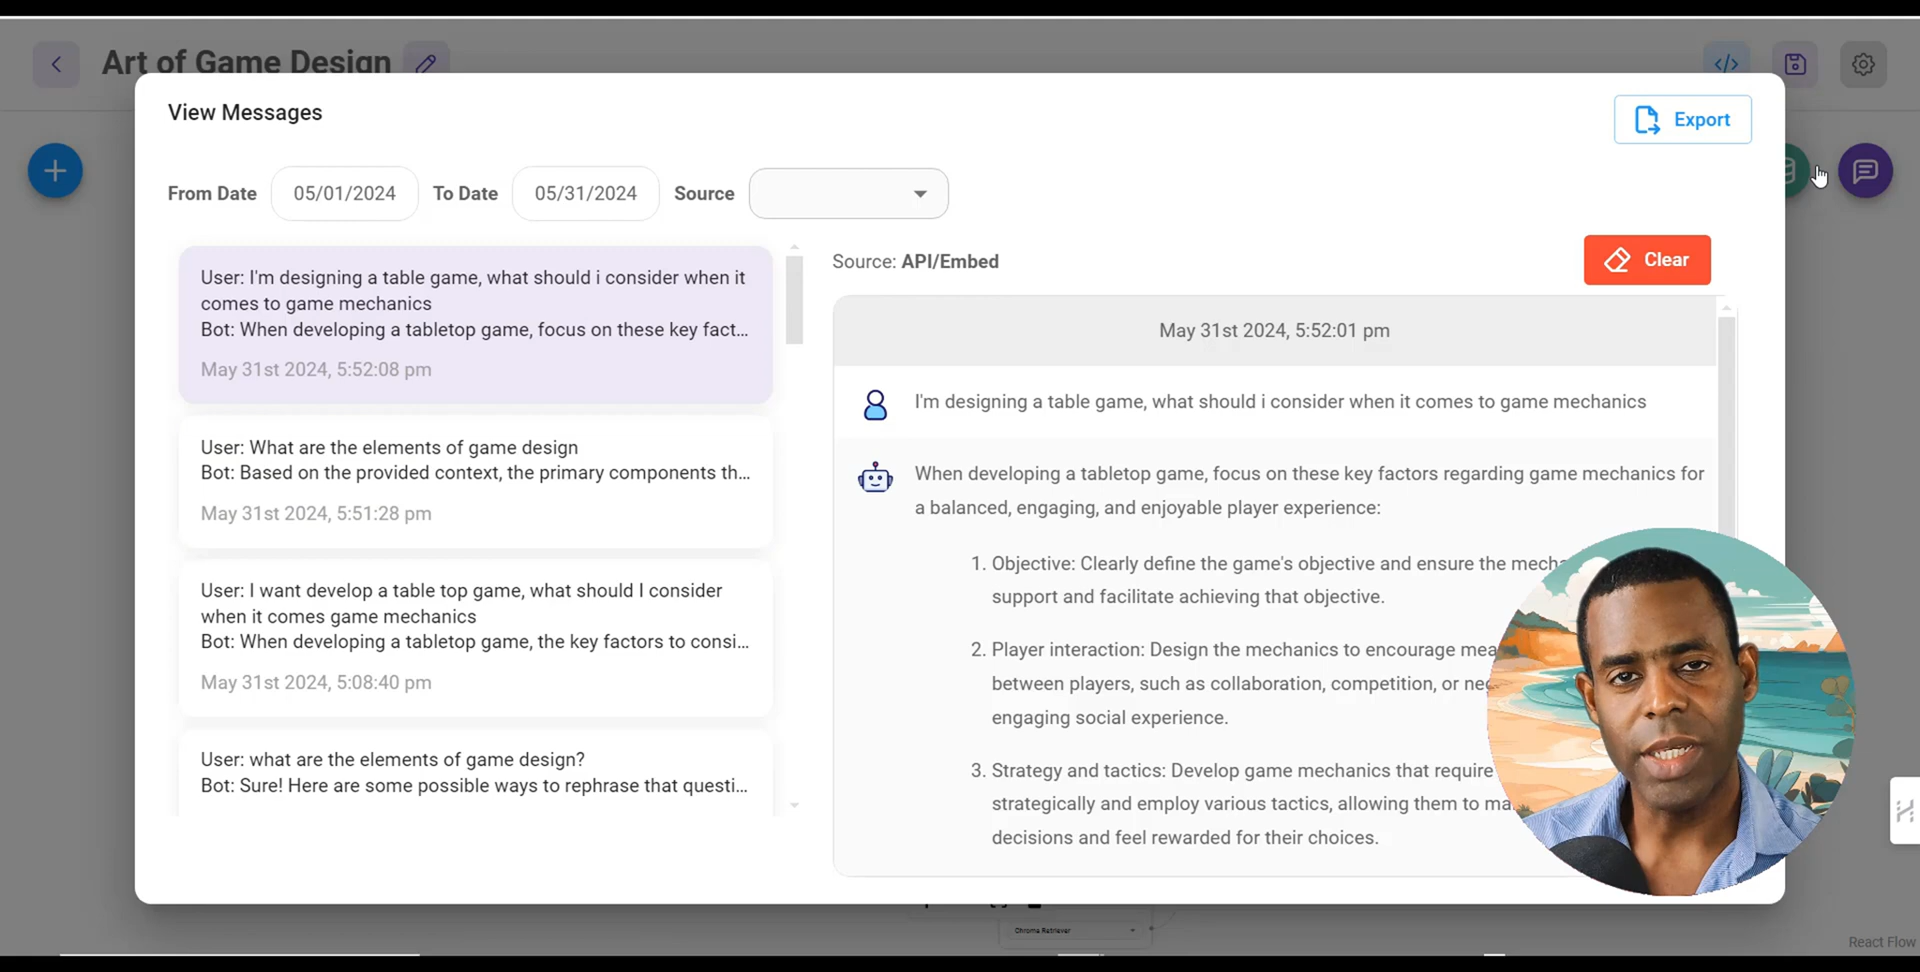 Art of Game Design
View Messages
Export
From Date
05/01/2024
To Date
05/31/2024
Source
User: I'm designing a table game, what should i consider when it
comes to game mechanics
Bot: When developing a tabletop game, focus on these key fact...
May 31st 2024, 5:52:08 pm
User: What are the elements of game design
Bot: Based on the provided context, the primary components th...
May 31st 2024, 5:51:28 pm
User: I want develop a table top game, what should I consider
when it comes game mechanics
Bot: When developing a tabletop game, the key factors to consi...
May 31st 2024, 5:08:40 pm
User: what are the elements of game design?
Bot: Sure! Here are some possible ways to rephrase that questi...
Source: API/Embed
Clear
May 31st 2024, 5:52:01 pm
I'm designing a table game, what should i consider when it comes to game mechanics
When developing a tabletop game, focus on these key factors regarding game mechanics for
a balanced, engaging, and enjoyable player experience:
1. Objective: Clearly define the game's objective and ensure the mecha
support and facilitate achieving that objective.
2. Player interaction: Design the mechanics to encourage mea
between players, such as collaboration, competition, or neg
engaging social experience.
3. Strategy and tactics: Develop game mechanics that require
strategically and employ various tactics, allowing them to ma
decisions and feel rewarded for their choices.
Chroma Retriever
React Flow